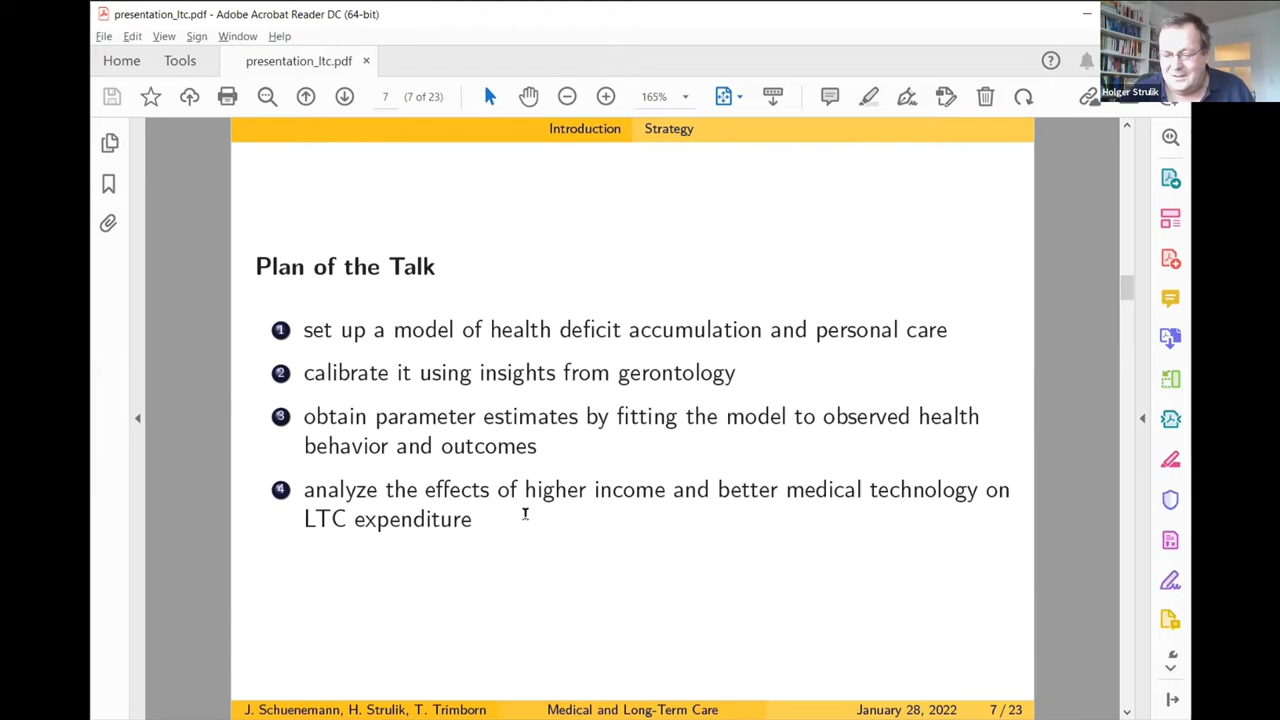 presentation_ltc.pdf - Adobe Acrobat Reader DC (64-bit)
File Edit View Sign Window Help
Home Tools presentation_ltc.pdf ×
7 (7 of 23) 165%
Holger Strulik
Introduction Strategy
Plan of the Talk
1 set up a model of health deficit accumulation and personal care
2 calibrate it using insights from gerontology
3 obtain parameter estimates by fitting the model to observed health
behavior and outcomes
4 analyze the effects of higher income and better medical technology on
LTC expenditure
J. Schuenemann, H. Strulik, T. Trimborn Medical and Long-Term Care January 28, 2022 7 / 23